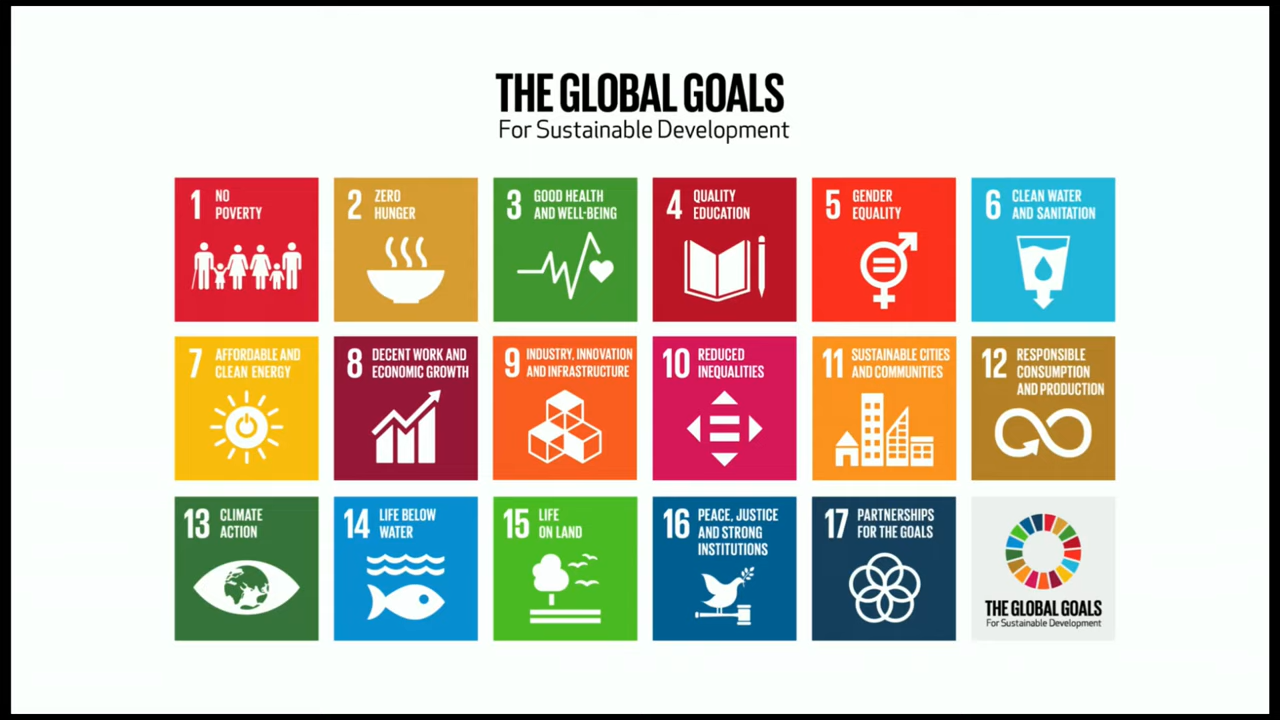 THE GLOBAL GOALS
For Sustainable Development
1 NO
POVERTY
2 ZERO
HUNGER
3 GOOD HEALTH
AND WELL-BEING
4 QUALITY
EDUCATION
5 GENDER
EQUALITY
6 CLEAN WATER
AND SANITATION
7 AFFORDABLE AND
CLEAN ENERGY
8 DECENT WORK AND
ECONOMIC GROWTH
9 INDUSTRY, INNOVATION
AND INFRASTRUCTURE
10 REDUCED
INEQUALITIES
11 SUSTAINABLE CITIES
AND COMMUNITIES
12 RESPONSIBLE
CONSUMPTION
AND PRODUCTION
13 CLIMATE
ACTION
14 LIFE BELOW
WATER
15 LIFE
ON LAND
16 PEACE, JUSTICE
AND STRONG
INSTITUTIONS
17 PARTNERSHIPS
FOR THE GOALS
THE GLOBAL GOALS
For Sustainable Development